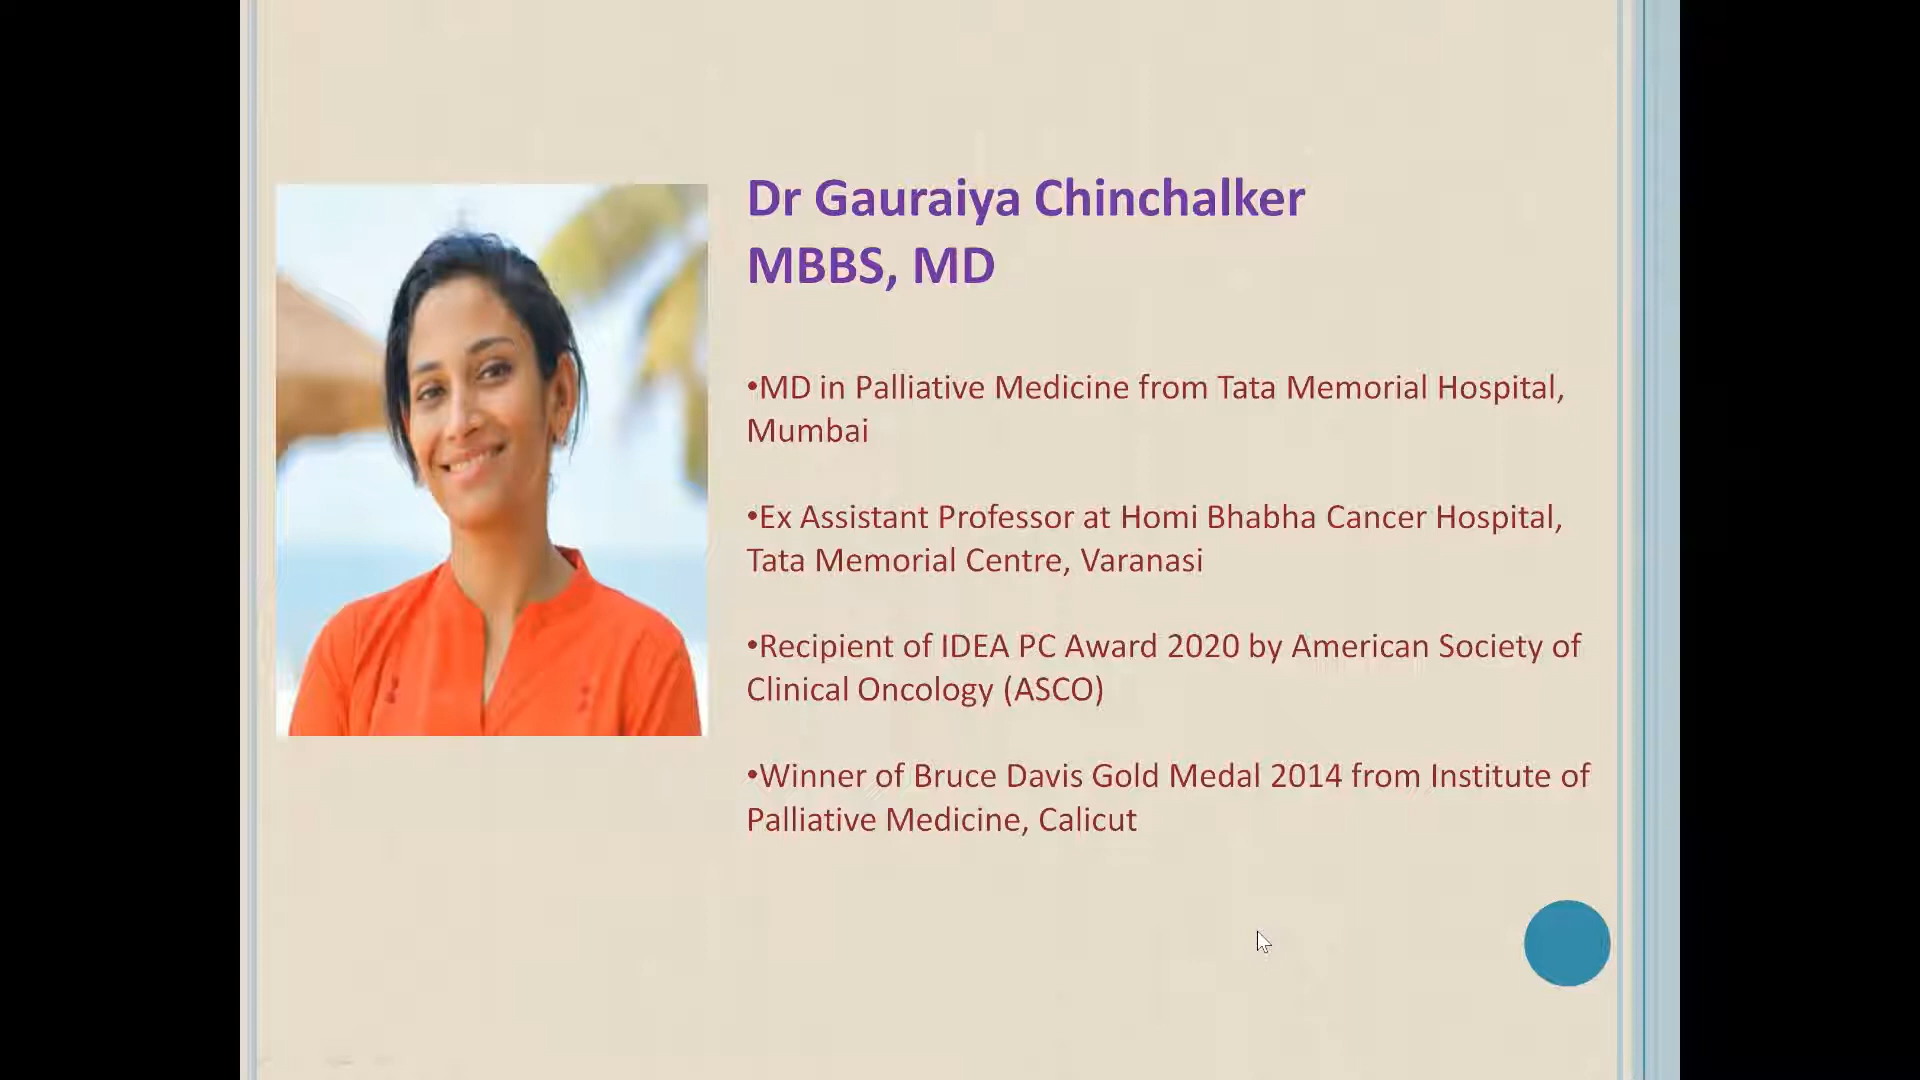 Dr Gauraiya Chinchalker
MBBS, MD
•MD in Palliative Medicine from Tata Memorial Hospital,
Mumbai
•Ex Assistant Professor at Homi Bhabha Cancer Hospital,
Tata Memorial Centre, Varanasi
•Recipient of IDEA PC Award 2020 by American Society of
Clinical Oncology (ASCO)
•Winner of Bruce Davis Gold Medal 2014 from Institute of
Palliative Medicine, Calicut